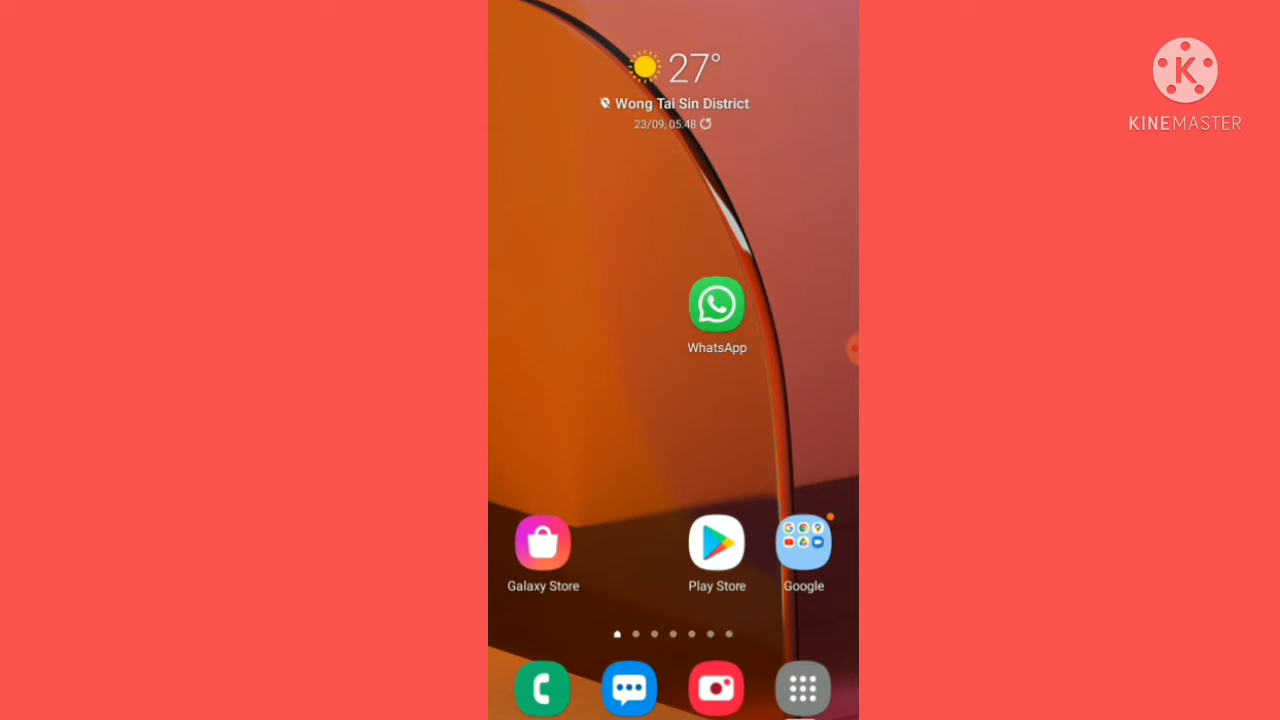 27°
Wong Tai Sin District
23/09, 05:48
K
KINEMASTER
WhatsApp
Galaxy Store
Play Store
Google